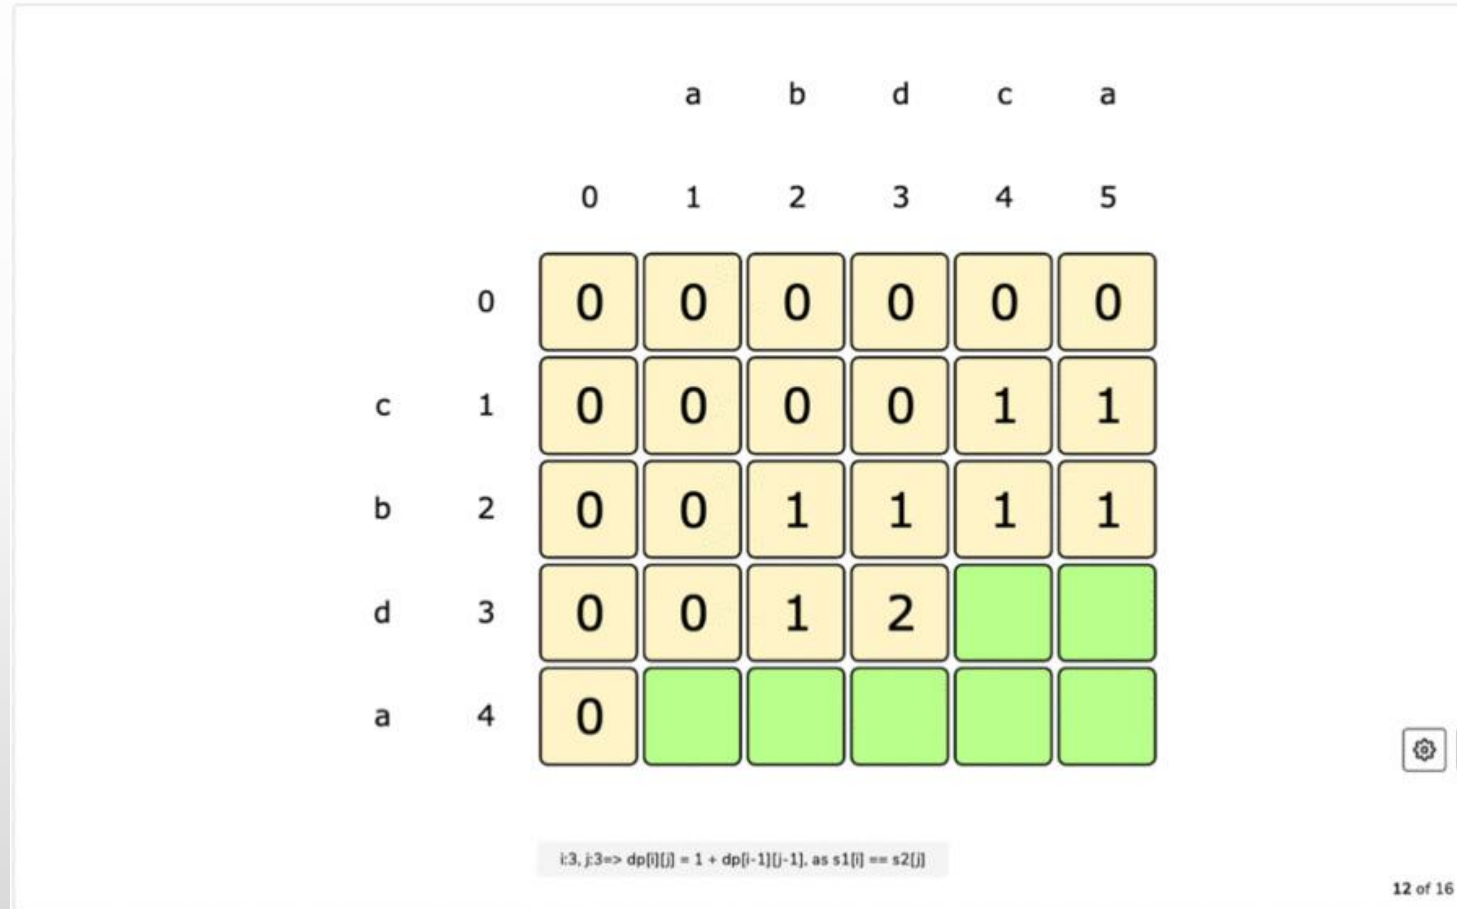 a b d c a
0 1 2 3 4 5
0 0 0 0 0 0 0
c 1 0 0 0 0 1 1
b 2 0 0 1 1 1 1
d 3 0 0 1 2
a 4 0
i:3, j:3=> dp[i][j] = 1 + dp[i-1][j-1], as s1[i] == s2[j]
12 of 16